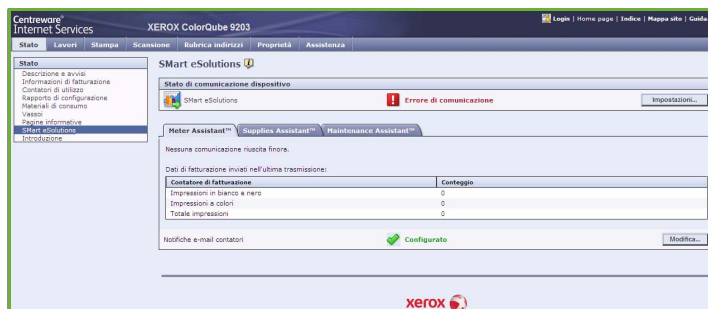 Centreware®
Internet Services
XEROX ColorQube 9203
Login | Home page | Indice | Mappa sito | Guida
Stato Lavori Stampa Scansione Rubrica indirizzi Proprietà Assistenza
Stato
Descrizione e avvisi
Informazioni di fatturazione
Contatori di utilizzo
Rapporto di configurazione
Materiali di consumo
Vassoi
Pagine informative
SMart eSolutions
Introduzione
SMart eSolutions
Stato di comunicazione dispositivo
SMart eSolutions Errore di comunicazione Impostazioni...
Meter Assistant™ Supplies Assistant™ Maintenance Assistant™
Nessuna comunicazione riuscita finora.
Dati di fatturazione inviati nell'ultima trasmissione:
Contatore di fatturazione Conteggio
Impressioni in bianco e nero 0
Impressioni a colori 0
Totale impressioni 0
Notifiche e-mail contatori Configurato Modifica...
xerox